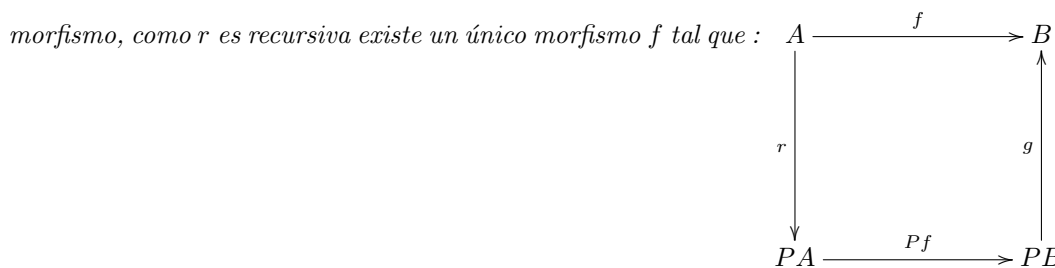 morfismo, como r es recursiva existe un único morfismo f tal que : A f B
r g
PA Pf PB